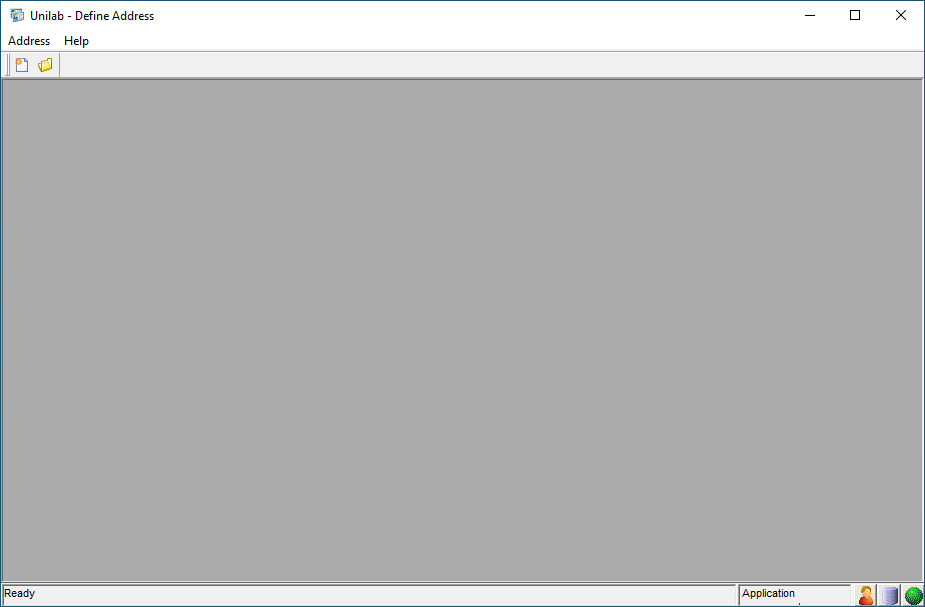 Unilab - Define Address
Address Help
Ready
Application